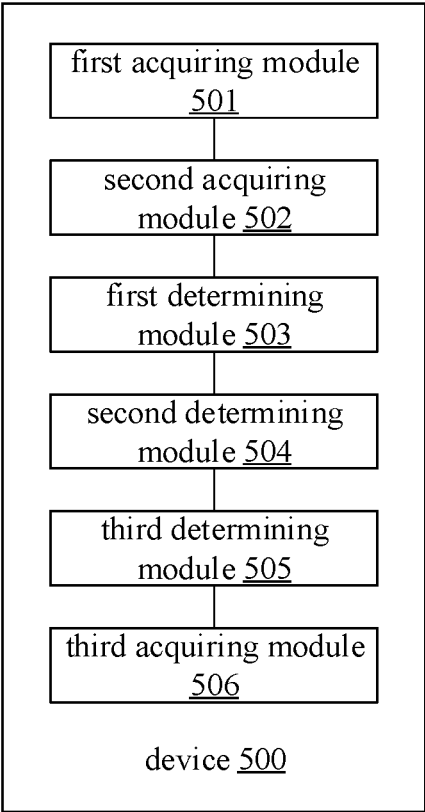 first acquiring module
501
second acquiring
module 502
first determining
module 503
second determining
module 504
third determining
module 505
third acquiring module
506
device 500